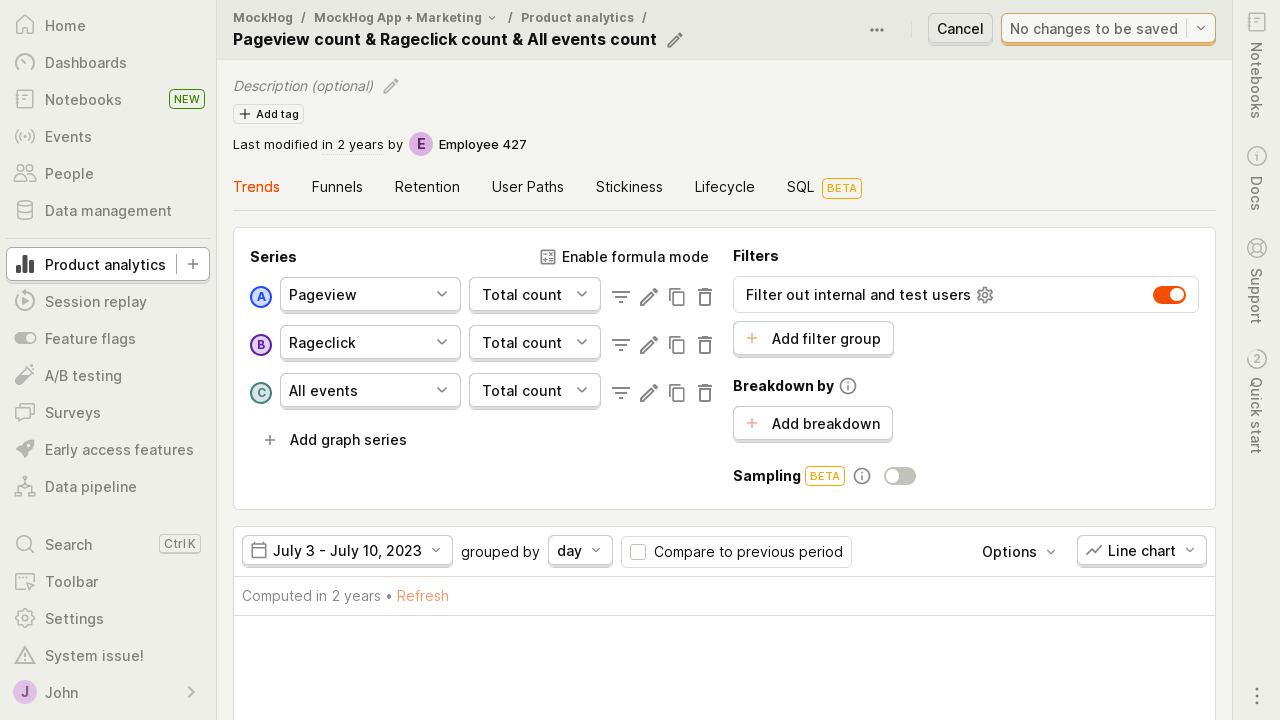 Home
Dashboards
Notebooks NEW
Events
People
Data management
Product analytics
Session replay
Feature flags
A/B testing
Surveys
Early access features
Data pipeline
Search Ctrl K
Toolbar
Settings
System issue!
J John
MockHog / MockHog App + Marketing / Product analytics /
Pageview count & Rageclick count & All events count
Cancel
No changes to be saved
Description (optional)
Add tag
Last modified in 2 years by E Employee 427
Trends Funnels Retention User Paths Stickiness Lifecycle SQL BETA
Series Enable formula mode
A Pageview Total count
B Rageclick Total count
C All events Total count
Add graph series
Filters
Filter out internal and test users
Add filter group
Breakdown by
Add breakdown
Sampling BETA
July 3 - July 10, 2023 grouped by day Compare to previous period Options Line chart
Computed in 2 years • Refresh
Notebooks
Docs
Support
2
Quick start